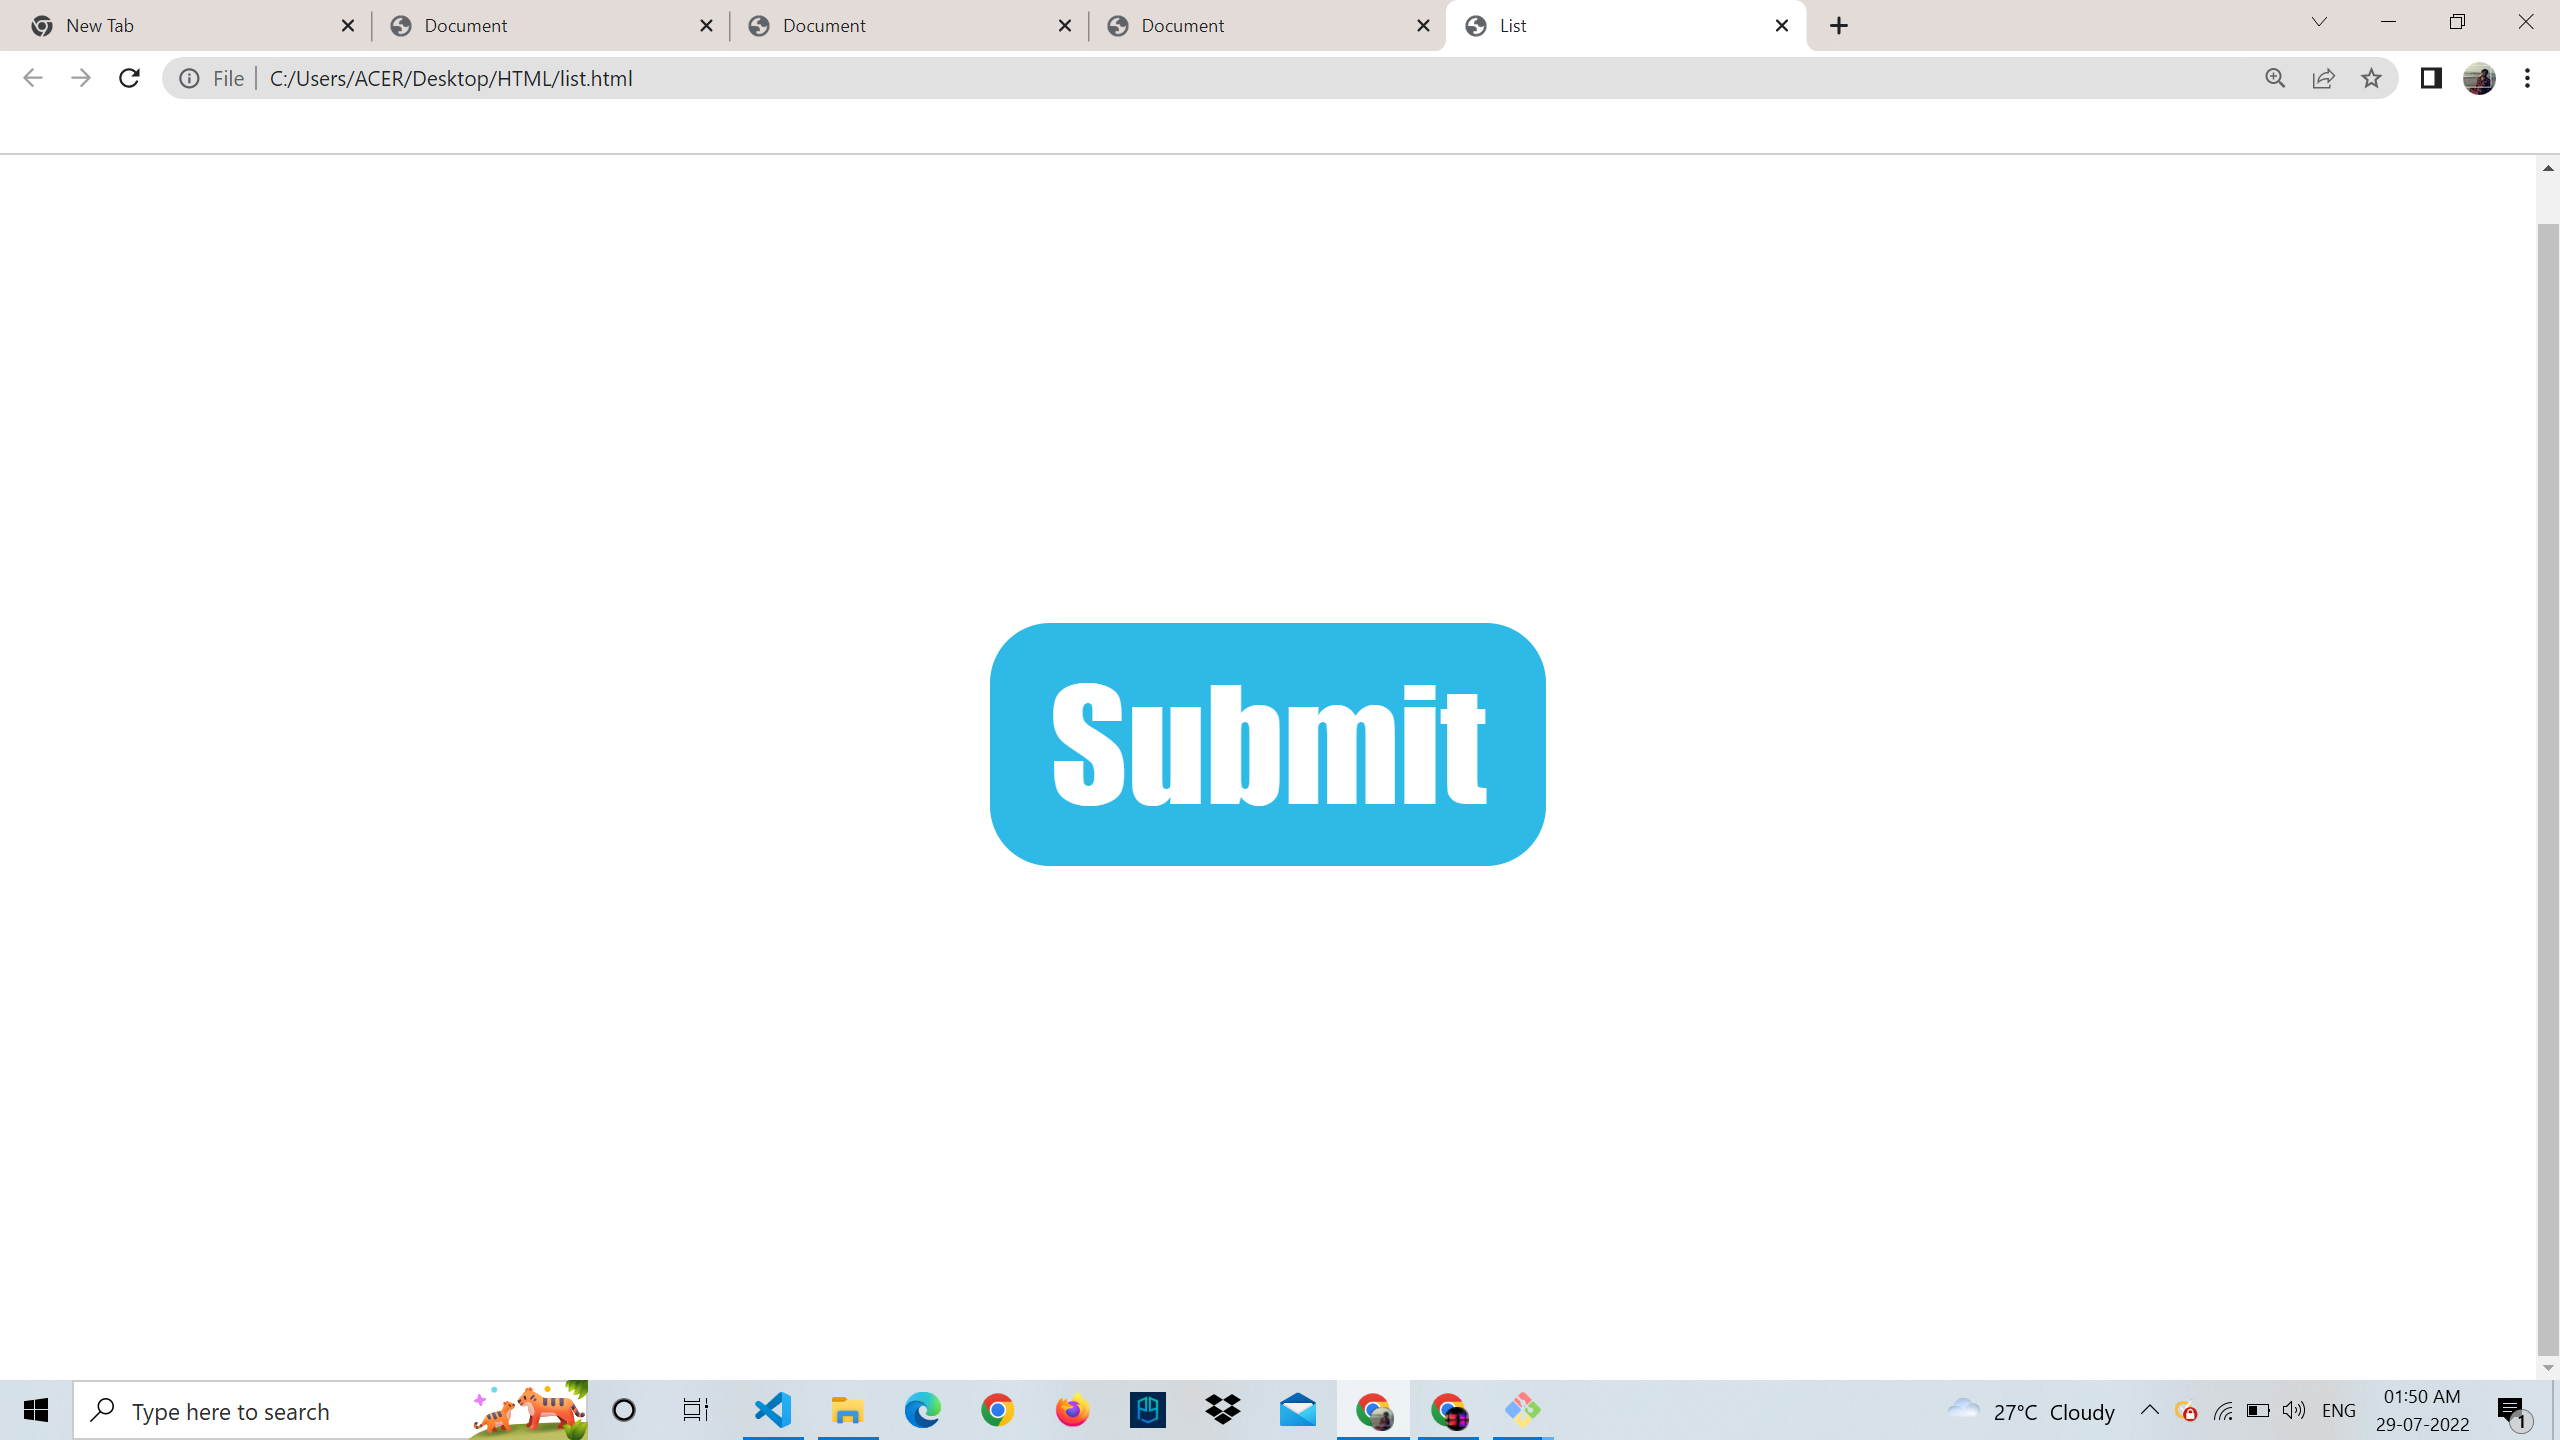 New Tab
Document
Document
Document
List
File
C:/Users/ACER/Desktop/HTML/list.html
Submit
Type here to search
27°C Cloudy
ENG
01:50 AM
29-07-2022
1